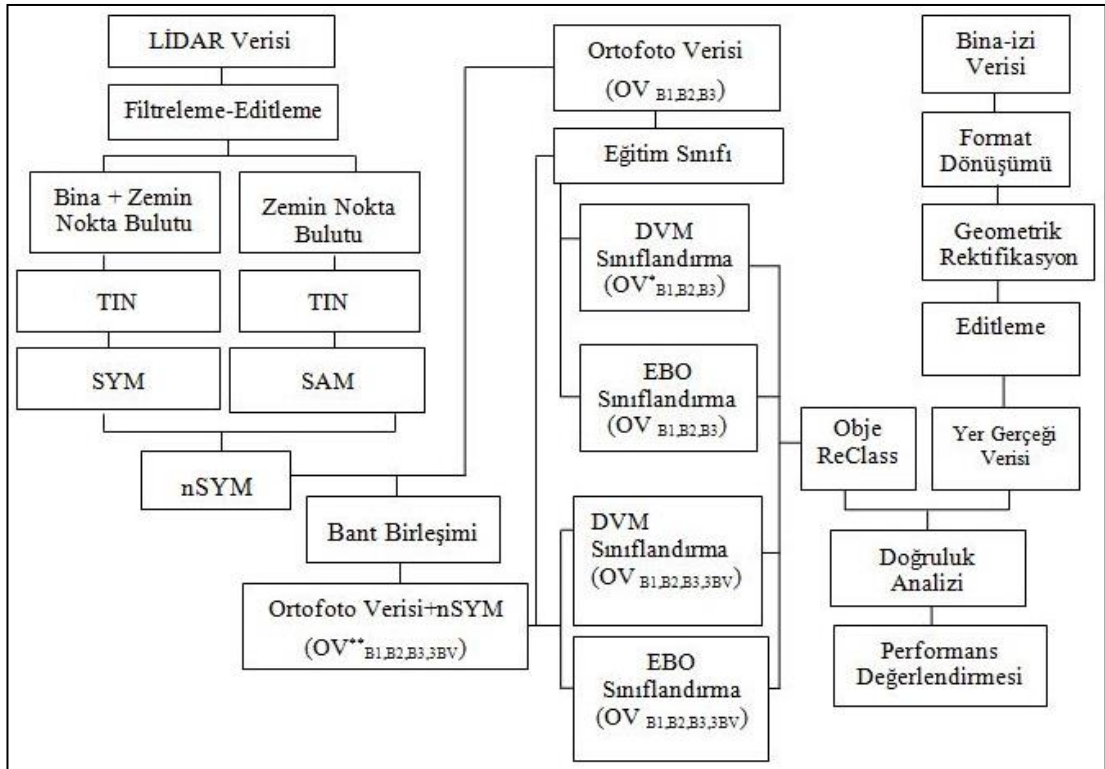 LİDAR Verisi
Filtreleme-Editleme
Bina + Zemin
Nokta Bulutu
Zemin Nokta
Bulutu
TIN
TIN
SYM
SAM
nSYM
Bant Birleşimi
Ortofoto Verisi+nSYM
(OV**B1,B2,B3,3BV)
Ortofoto Verisi
(OV B1,B2,B3)
Eğitim Sınıfı
DVM
Sınıflandırma
(OV*B1,B2,B3)
EBO
Sınıflandırma
(OV B1,B2,B3)
DVM
Sınıflandırma
(OV B1,B2,B3,3BV)
EBO
Sınıflandırma
(OV B1,B2,B3,3BV)
Obje
ReClass
Bina-izi
Verisi
Format
Dönüşümü
Geometrik
Rektifikasyon
Editleme
Yer Gerçeği
Verisi
Doğruluk
Analizi
Performans
Değerlendirmesi